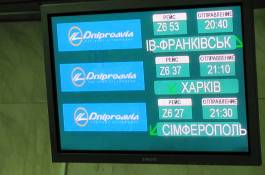 РЕЙС ОТПРАВЛЕНИЕ
Dniproavia Z6 53 20:40
ІВ-ФРАНКІВСЬК
РЕЙС ОТПРАВЛЕНИЕ
Dniproavia Z6 37 21:10
ХАРКІВ
РЕЙС ОТПРАВЛЕНИЕ
Dniproavia Z6 27 21:30
СІМФЕРОПОЛЬ